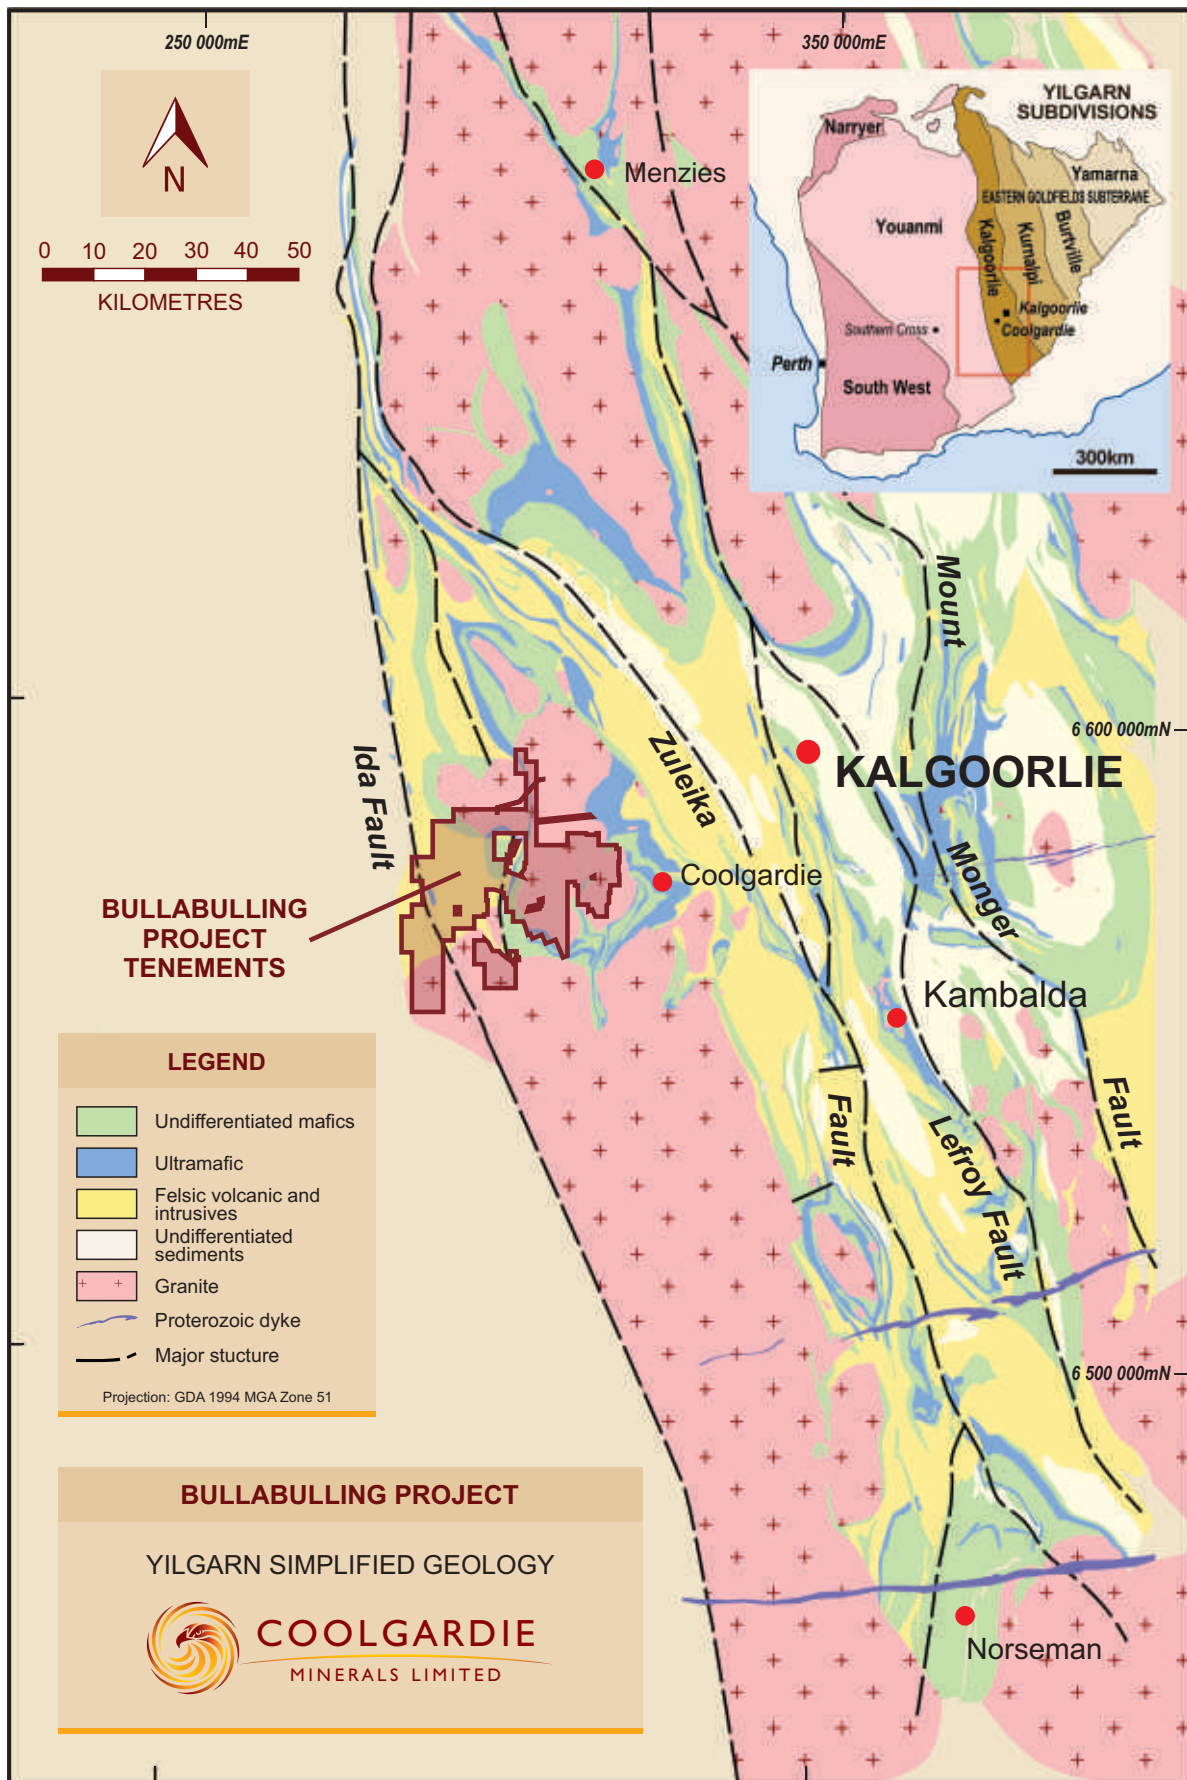 250 000mE
350 000mE
N
0 10 20 30 40 50
KILOMETRES
Menzies
YILGARN
SUBDIVISIONS
Narryer
Yamarna
EASTERN GOLDFIELDS SUBTERRANE
Youanmi
Kalgoorlie
Kurnalpi
Burtville
Kalgoorlie
Coolgardie
Southern Cross
Perth
South West
300km
Mount
6 600 000mN
Ida Fault
Zuleika
KALGOORLIE
Monger
Coolgardie
BULLABULLING
PROJECT
TENEMENTS
Kambalda
Fault
Fault
Lefroy Fault
LEGEND
Undifferentiated mafics
Ultramafic
Felsic volcanic and
intrusives
Undifferentiated
sediments
Granite
Proterozoic dyke
Major stucture
Projection: GDA 1994 MGA Zone 51
6 500 000mN
BULLABULLING PROJECT
YILGARN SIMPLIFIED GEOLOGY
COOLGARDIE
MINERALS LIMITED
Norseman